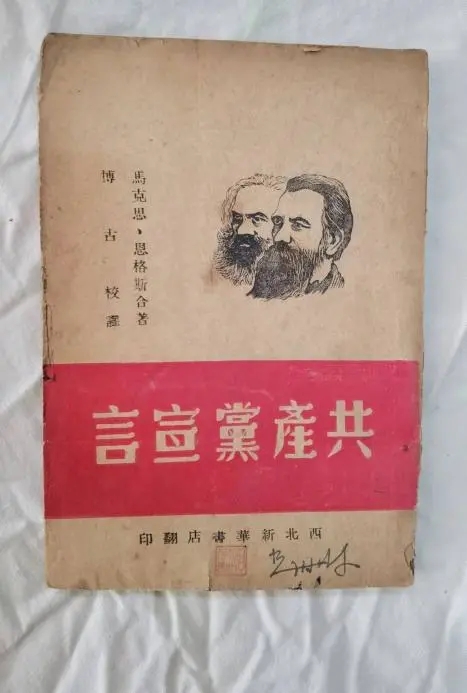 馬克思、恩格斯合著
博古校譯
共產黨宣言
西北新華書店翻印